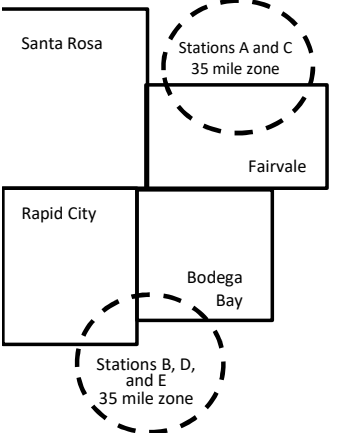 Santa Rosa
Stations A and C
35 mile zone
Fairvale
Rapid City
Bodega
Bay
Stations B, D,
and E
35 mile zone